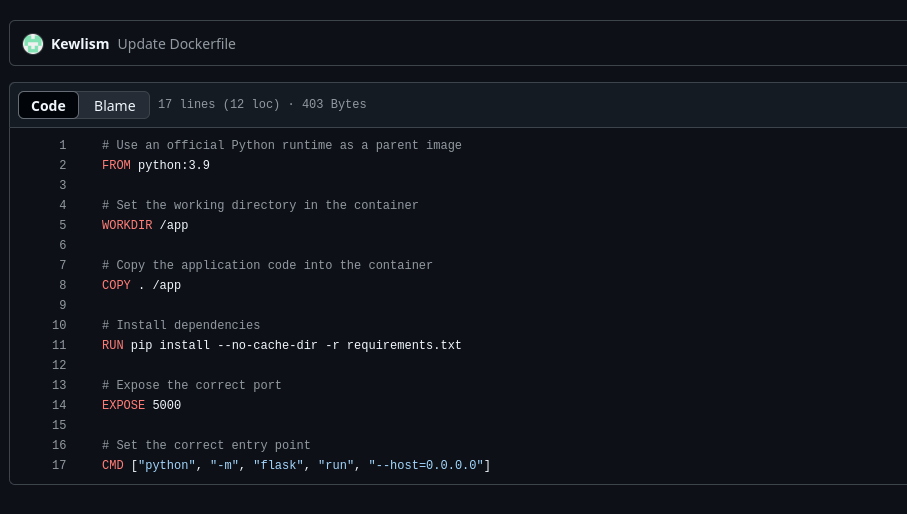 Kewlism Update Dockerfile
Code Blame 17 lines (12 loc) · 403 Bytes
1 # Use an official Python runtime as a parent image
2 FROM python:3.9
3
4 # Set the working directory in the container
5 WORKDIR /app
6
7 # Copy the application code into the container
8 COPY . /app
9
10 # Install dependencies
11 RUN pip install --no-cache-dir -r requirements.txt
12
13 # Expose the correct port
14 EXPOSE 5000
15
16 # Set the correct entry point
17 CMD ["python", "-m", "flask", "run", "--host=0.0.0.0"]